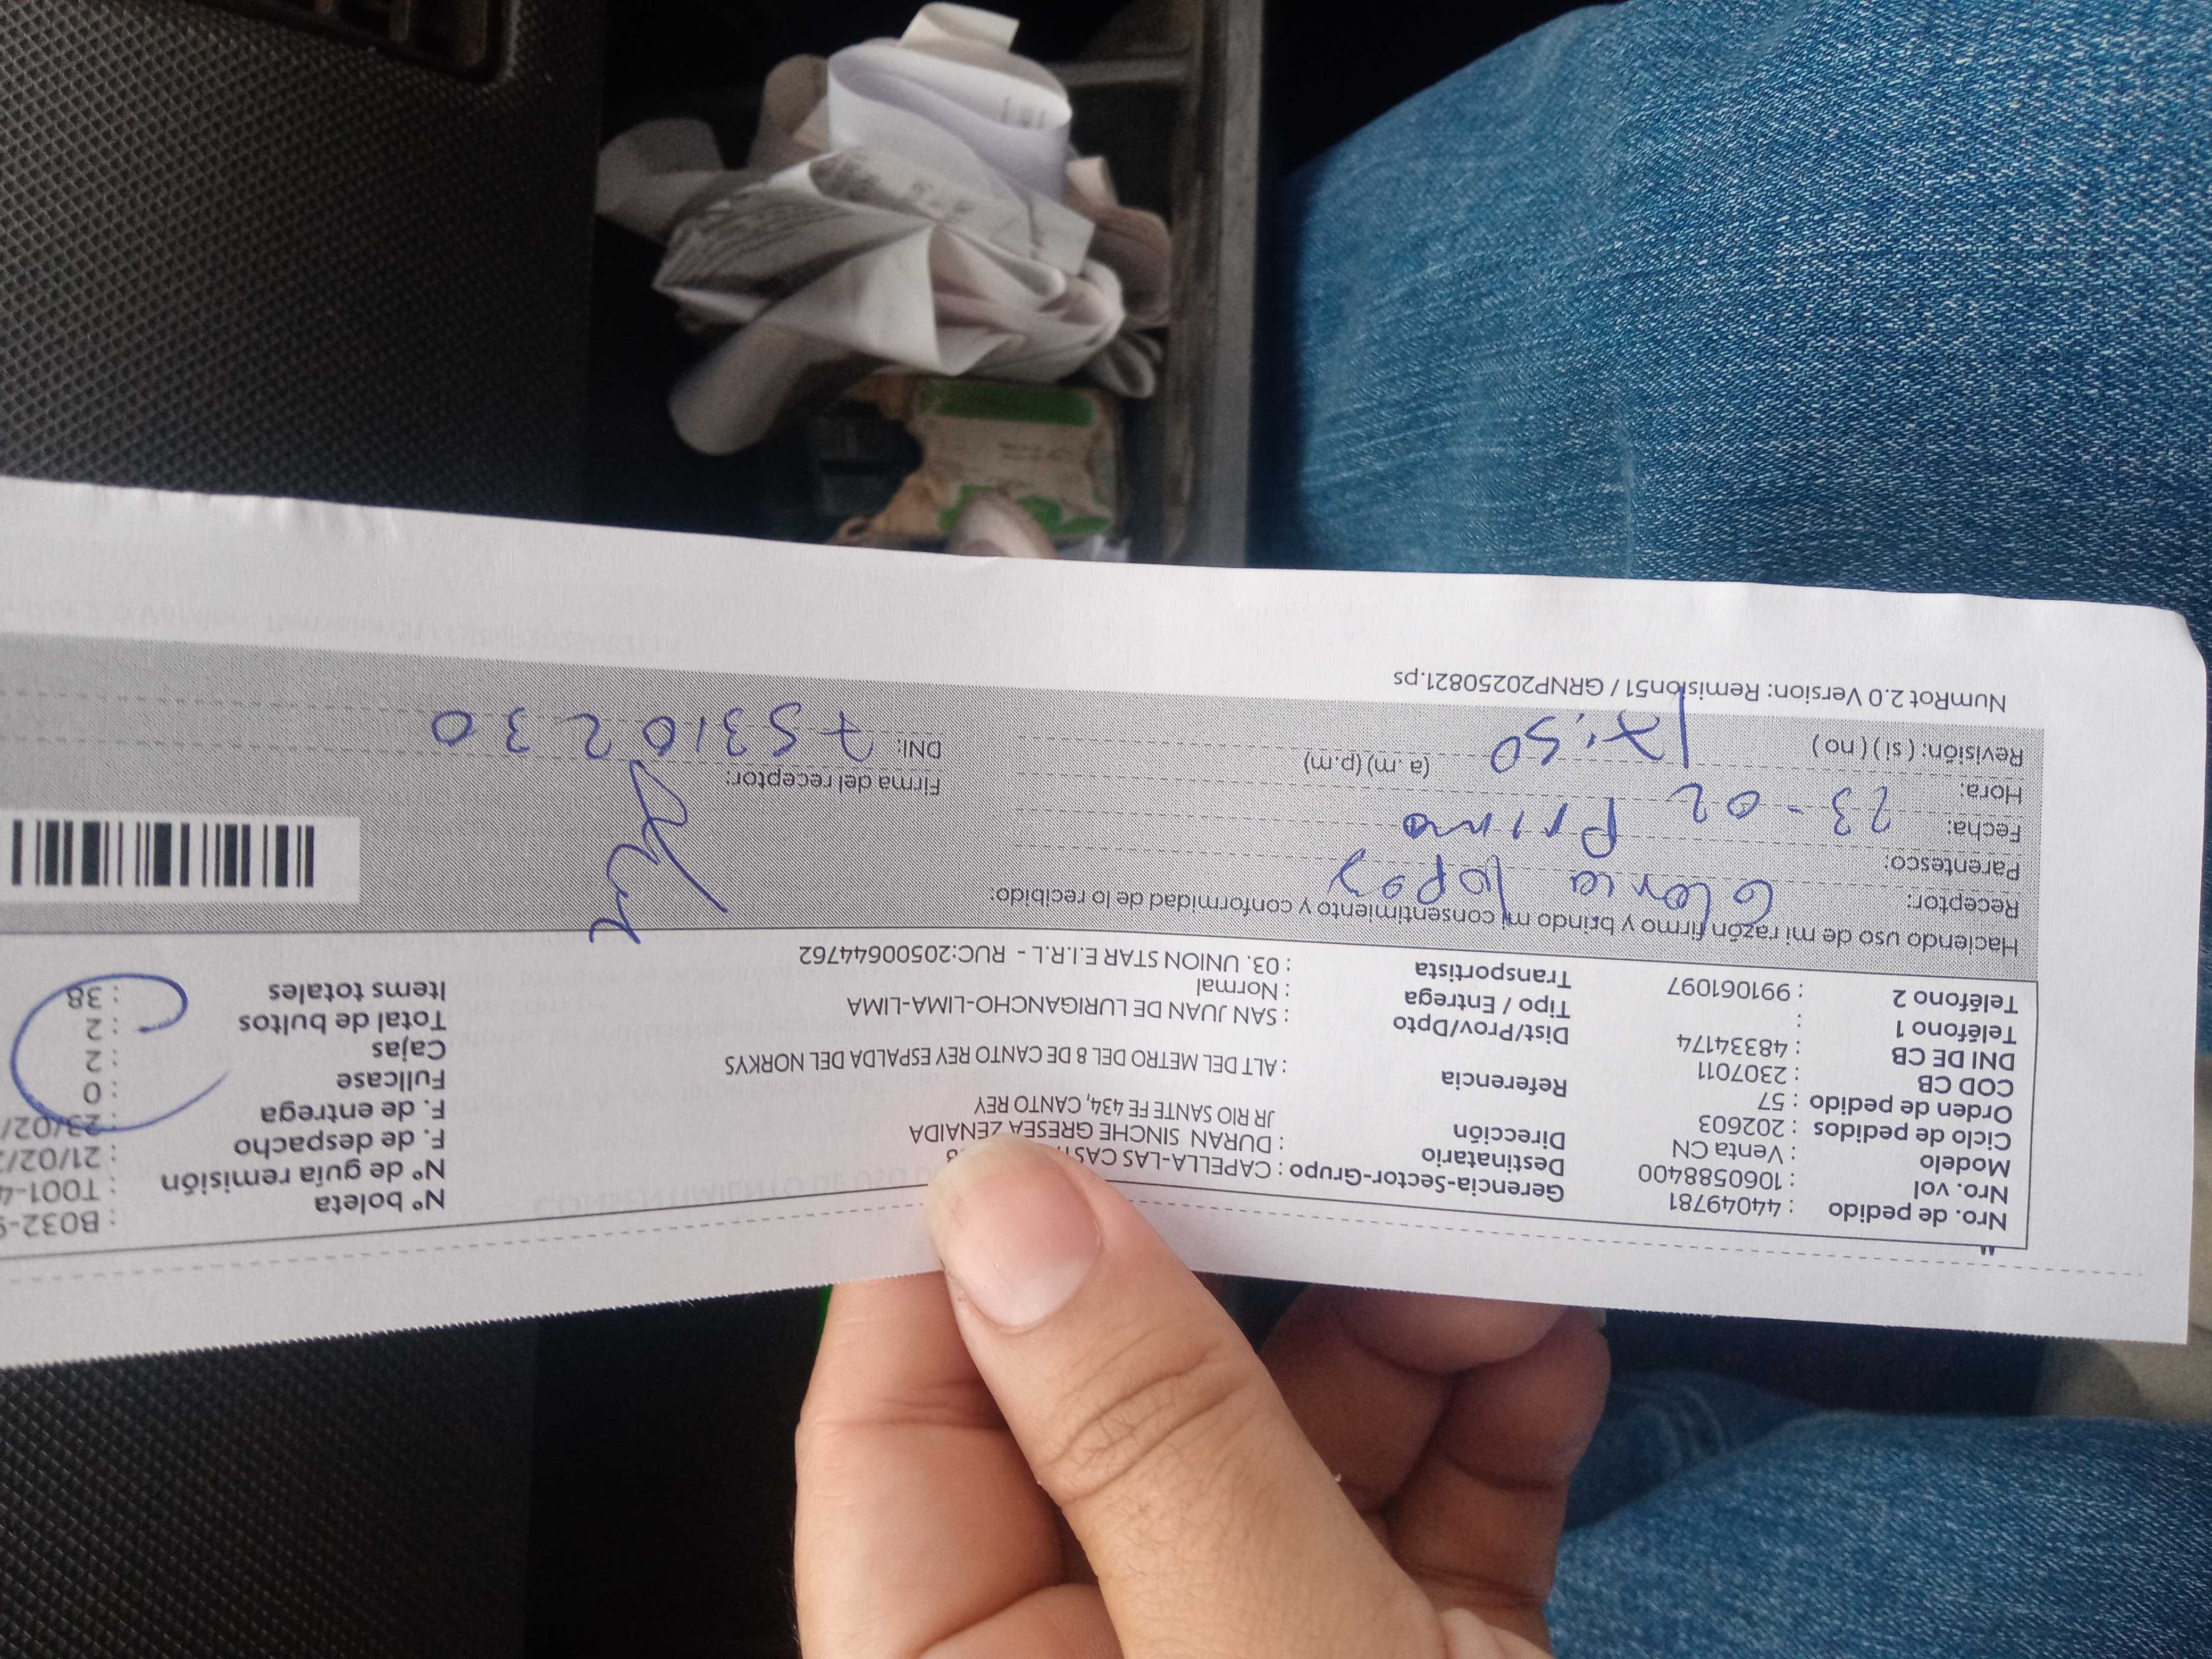 Nro. de pedido : 44049781
Nro. vol : 1060588400
Modelo : Venta CN
Ciclo de pedidos : 202603
Orden de pedido : 57
COD CB : 2307011
DNI DE CB : 48334174
Teléfono 1 :
Teléfono 2 : 991061097
Gerencia-Sector-Grupo : CAPELLA-LAS
Destinatario : DURAN SINCHE GRESEA ZENAIDA
Dirección JR RIO SANTE FE 434, CANTO REY
Referencia : ALT DEL METRO DEL 8 DE CANTO REY ESPALDA DEL NORKYS
Dist/Prov/Dpto : SAN JUAN DE LURIGANCHO-LIMA-LIMA
Tipo / Entrega : Normal
Transportista : 03. UNION STAR E.I.R.L - RUC:20500644762
Nº boleta : B032-9
Nº de guía remisión : T001-4
F. de despacho : 21/02/2
F. de entrega : 23/02/
Fullcase : 0
Cajas : 2
Total de bultos : 2
Items totales : 38
Haciendo uso de mi razón firmo y brindo mi consentimiento y conformidad de lo recibido:
Receptor: Gloria lopez
Parentesco: Primo
Fecha: 23-02
Hora: 17:50 (a.m) (p.m)
Revisión: ( si ) ( no )
Firma del receptor:
DNI: 75310230
NumRot 2.0 Version: Remision51 / GRNP20250821.ps